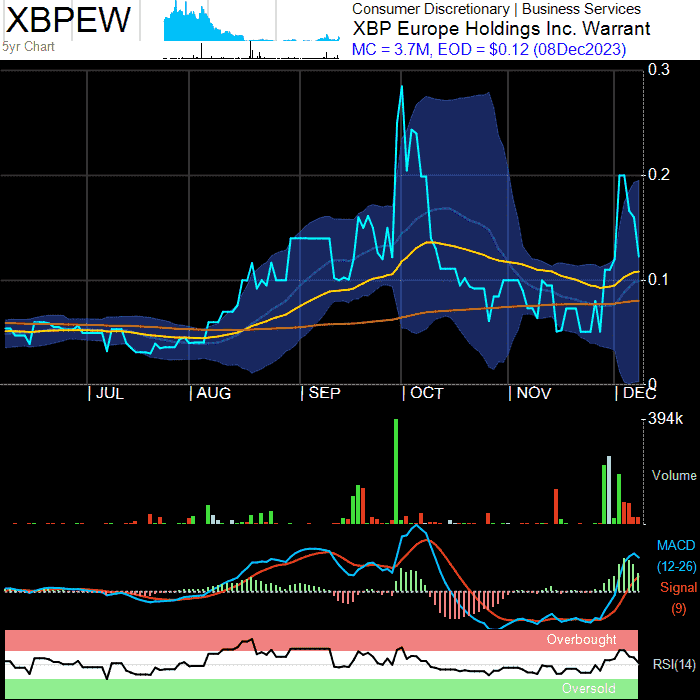 XBPEW
5yr Chart
Consumer Discretionary | Business Services
XBP Europe Holdings Inc. Warrant
MC = 3.7M, EOD = $0.12 (08Dec2023)
0.3
0.2
0.1
0
| JUL | AUG | SEP | OCT | NOV | DEC
394k
Volume
MACD
(12-26)
Signal
(9)
Overbought
RSI(14)
Oversold